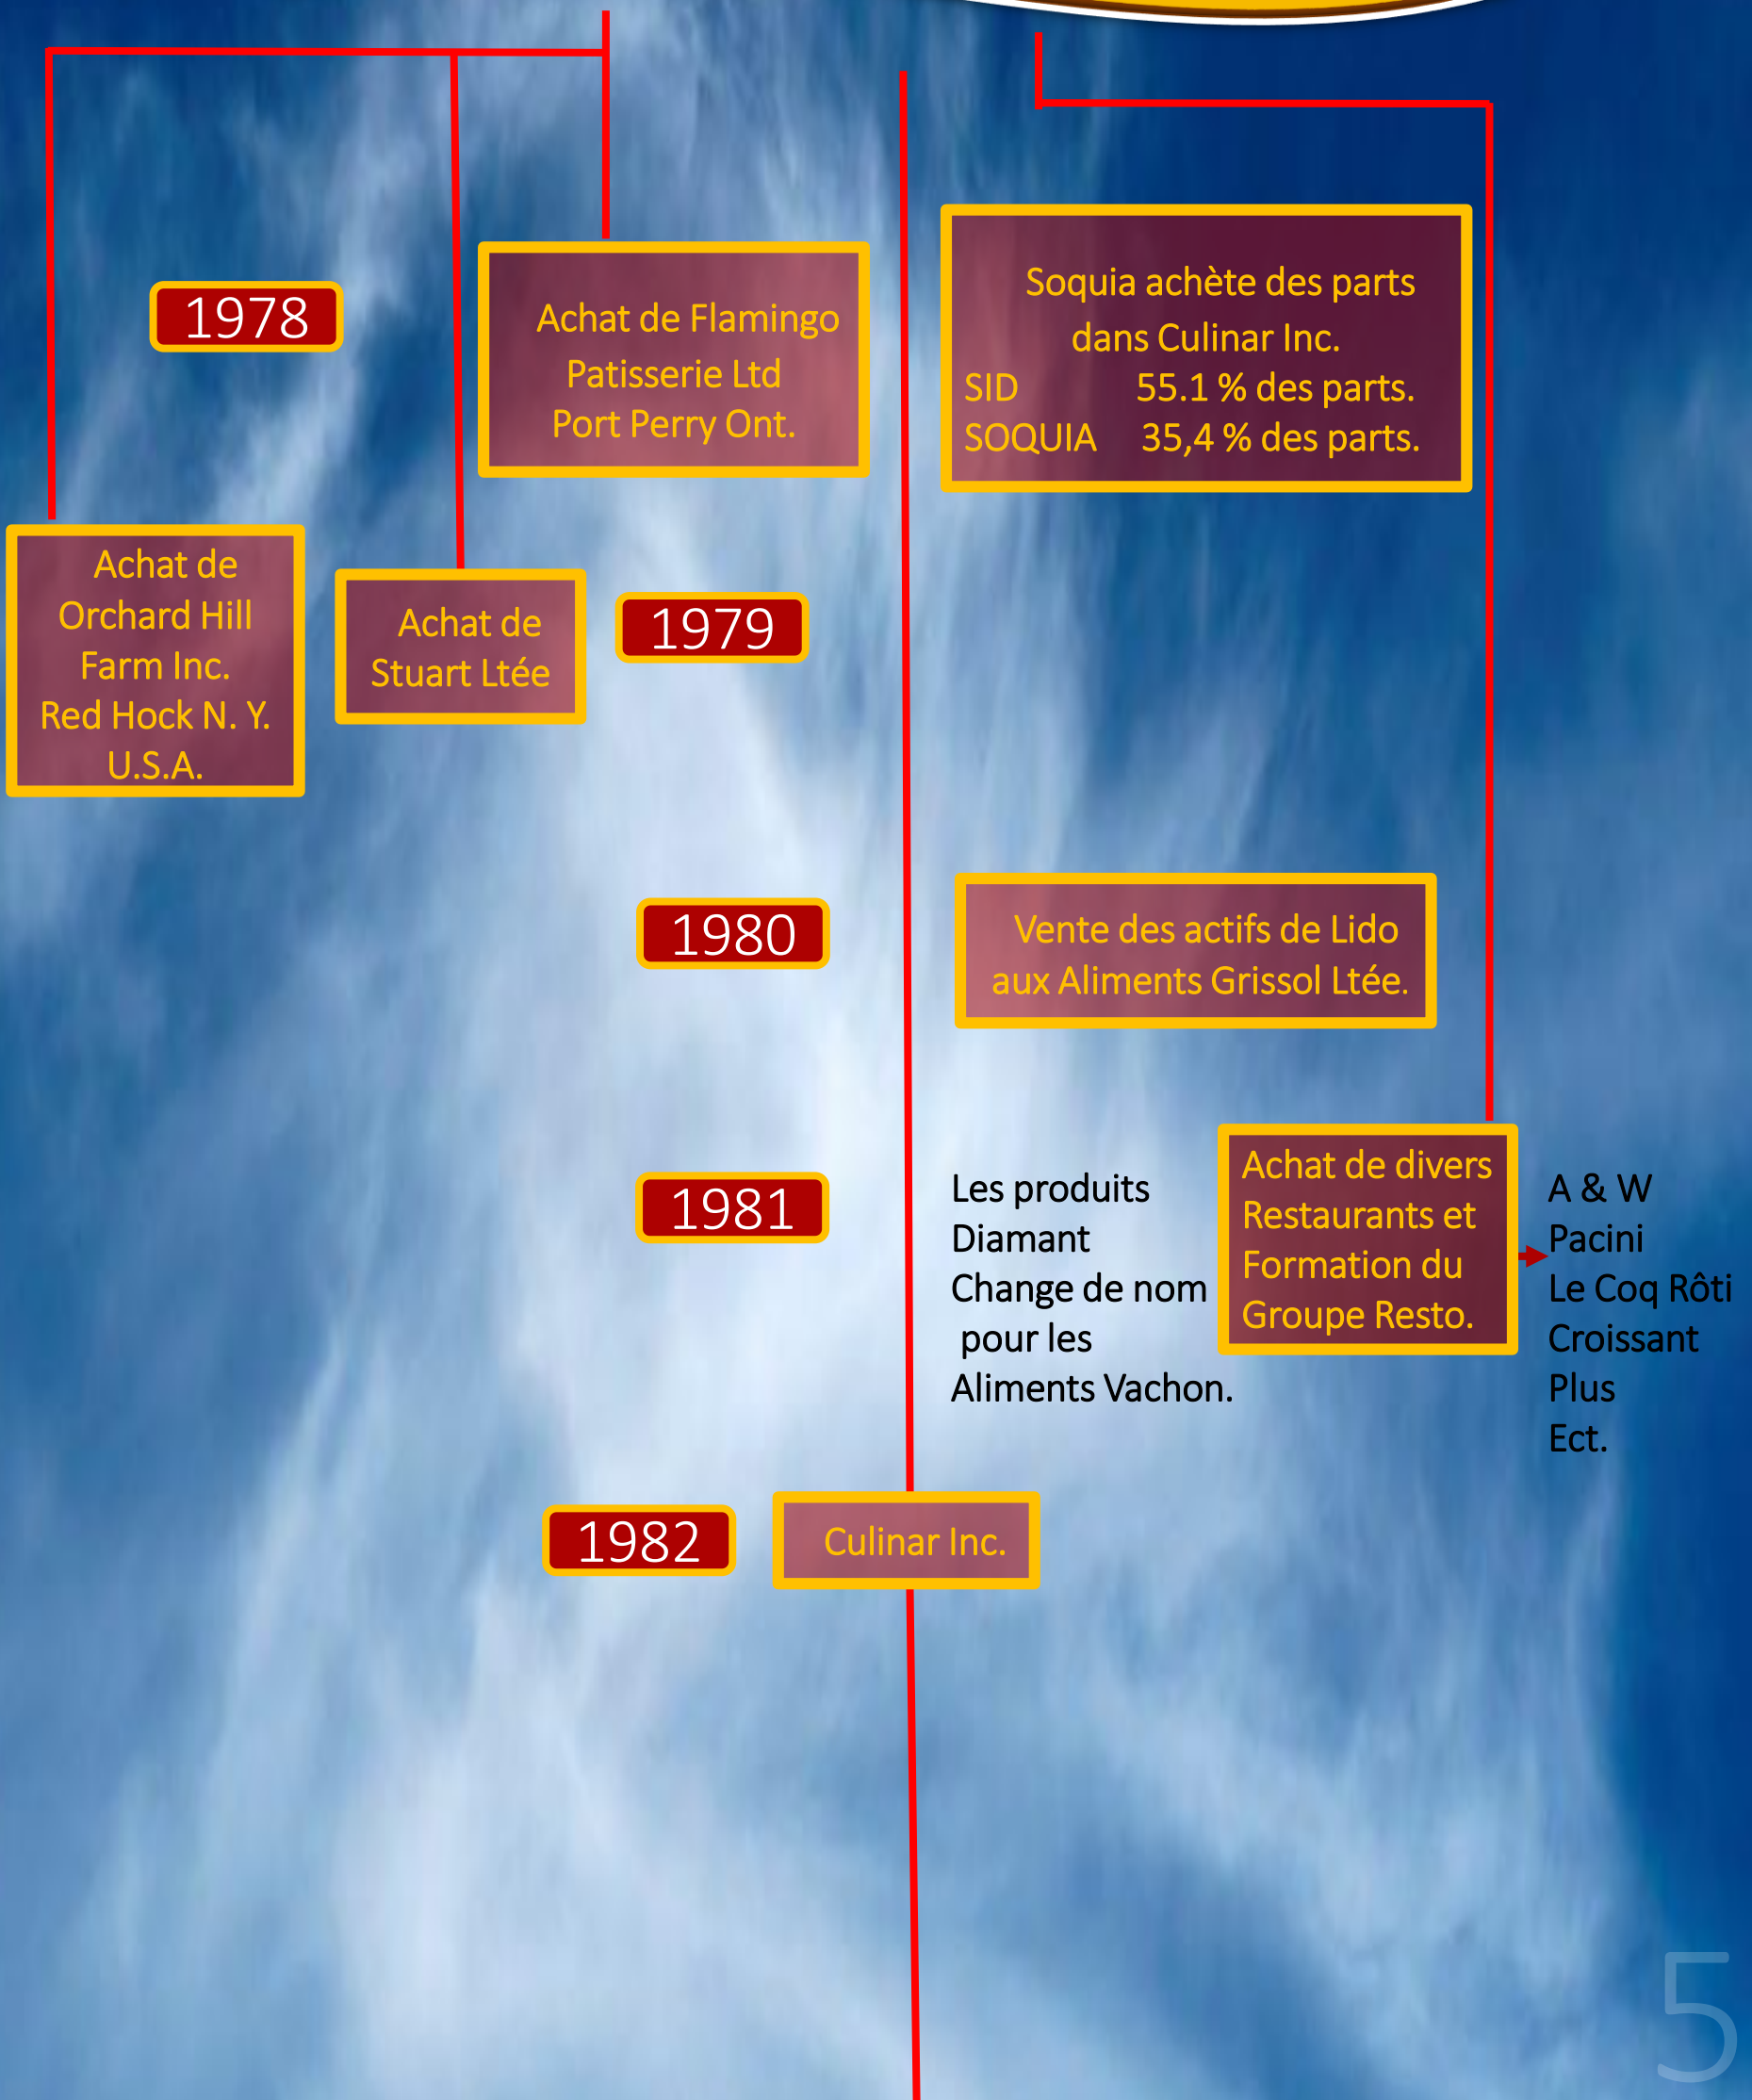 1978
Achat de Flamingo
Patisserie Ltd
Port Perry Ont.
Soquia achète des parts
dans Culinar Inc.
SID 55.1 % des parts.
SOQUIA 35,4 % des parts.
Achat de
Orchard Hill
Farm Inc.
Red Hock N. Y.
U.S.A.
Achat de
Stuart Ltée
1979
1980
Vente des actifs de Lido
aux Aliments Grissol Ltée.
1981
Les produits
Diamant
Change de nom
pour les
Aliments Vachon.
Achat de divers
Restaurants et
Formation du
Groupe Resto.
A & W
Pacini
Le Coq Rôti
Croissant
Plus
Ect.
1982
Culinar Inc.
5